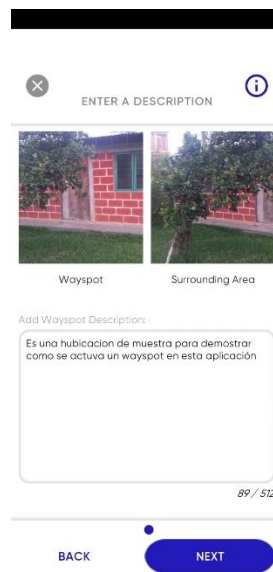 ENTER A DESCRIPTION
Wayspot
Surrounding Area
Add Wayspot Description:
Es una hubicacion de muestra para demostrar
como se actuva un wayspot en esta aplicación
89 / 512
BACK
NEXT